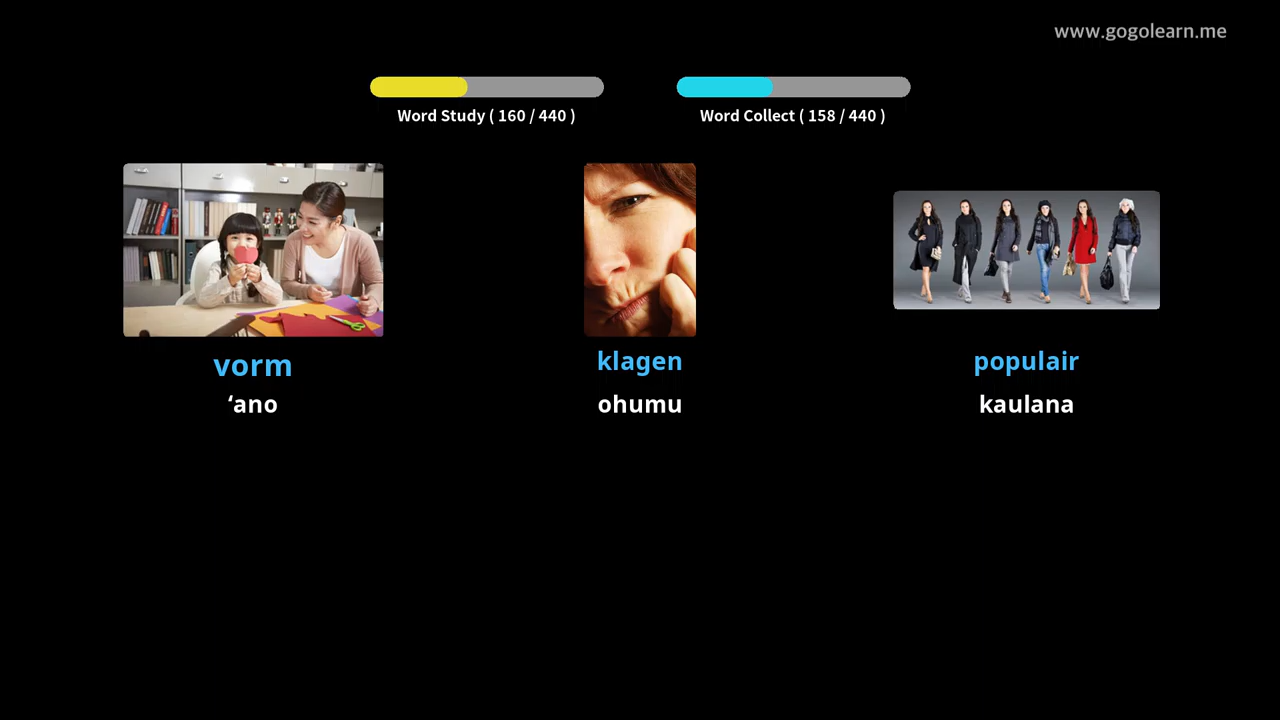 www.gogolearn.me
Word Study ( 160 / 440 )
Word Collect ( 158 / 440 )
vorm
klagen
populair
ʻano
ohumu
kaulana